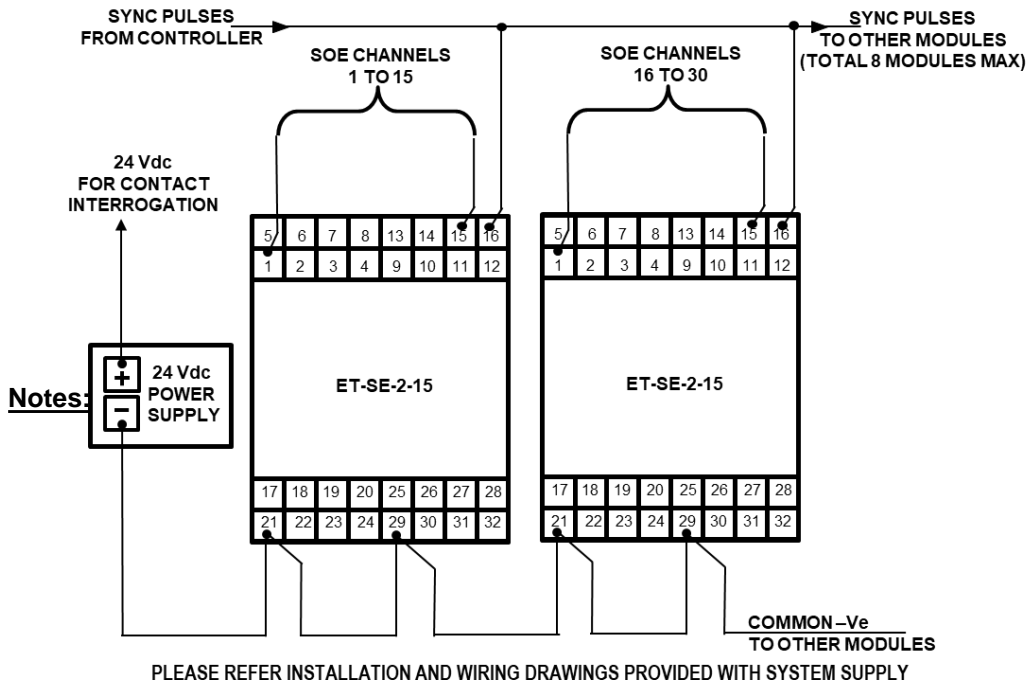 SYNC PULSES
FROM CONTROLLER
SYNC PULSES
TO OTHER MODULES
(TOTAL 8 MODULES MAX)
SOE CHANNELS
1 TO 15
SOE CHANNELS
16 TO 30
24 Vdc
FOR CONTACT
INTERROGATION
5 6 7 8 13 14 15 16
1 2 3 4 9 10 11 12
5 6 7 8 13 14 15 16
1 2 3 4 9 10 11 12
Notes:
+
−
24 Vdc
POWER
SUPPLY
ET-SE-2-15
ET-SE-2-15
17 18 19 20 25 26 27 28
21 22 23 24 29 30 31 32
17 18 19 20 25 26 27 28
21 22 23 24 29 30 31 32
COMMON –Ve
TO OTHER MODULES
PLEASE REFER INSTALLATION AND WIRING DRAWINGS PROVIDED WITH SYSTEM SUPPLY